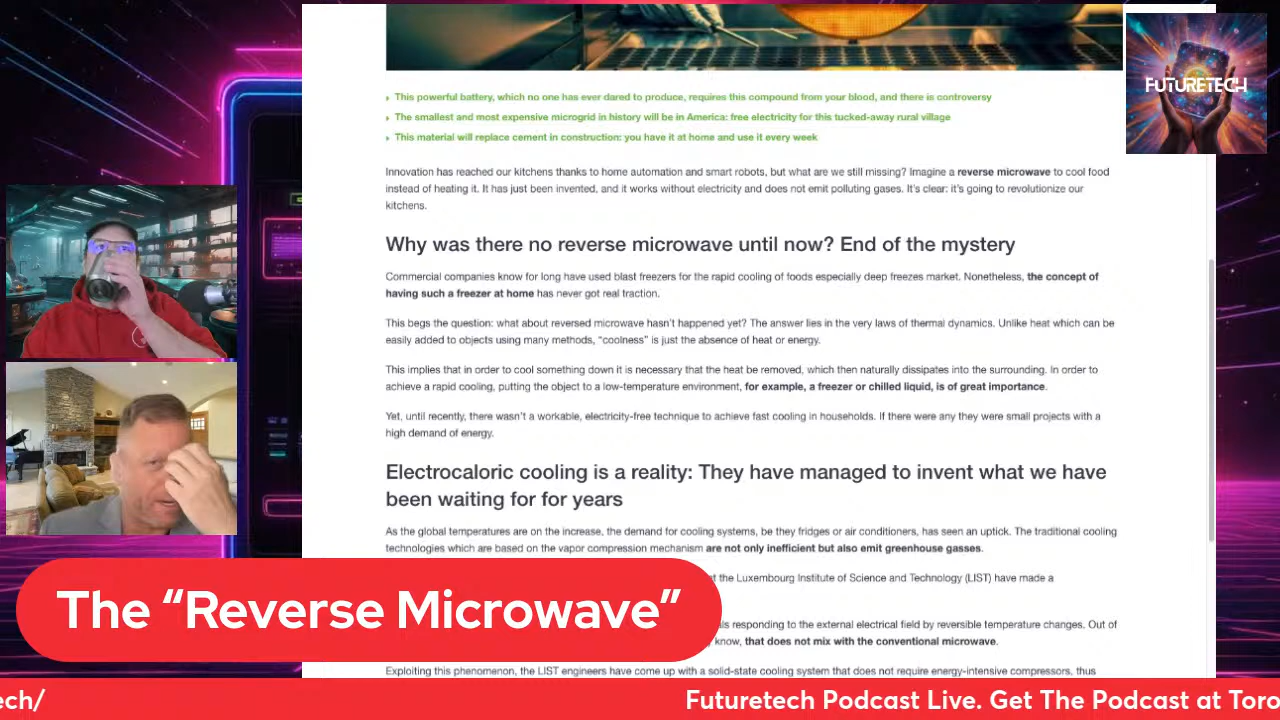 FUTURETECH
This powerful battery, which no one has ever dared to produce, requires this compound from your blood, and there is controversy
The smallest and most expensive microgrid in history will be in America: free electricity for this tucked-away rural village
This material will replace cement in construction: you have it at home and use it every week
Innovation has reached our kitchens thanks to home automation and smart robots, but what are we still missing? Imagine a reverse microwave to cool food
instead of heating it. It has just been invented, and it works without electricity and does not emit polluting gases. It's clear: it's going to revolutionize our
kitchens.
Why was there no reverse microwave until now? End of the mystery
Commercial companies know for long have used blast freezers for the rapid cooling of foods especially deep freezes market. Nonetheless, the concept of
having such a freezer at home has never got real traction.
This begs the question: what about reversed microwave hasn't happened yet? The answer lies in the very laws of thermal dynamics. Unlike heat which can be
easily added to objects using many methods, "coolness" is just the absence of heat or energy.
This implies that in order to cool something down it is necessary that the heat be removed, which then naturally dissipates into the surrounding. In order to
achieve a rapid cooling, putting the object to a low-temperature environment, for example, a freezer or chilled liquid, is of great importance.
Yet, until recently, there wasn't a workable, electricity-free technique to achieve fast cooling in households. If there were any they were small projects with a
high demand of energy.
Electrocaloric cooling is a reality: They have managed to invent what we have
been waiting for for years
As the global temperatures are on the increase, the demand for cooling systems, be they fridges or air conditioners, has seen an uptick. The traditional cooling
technologies which are based on the vapor compression mechanism are not only inefficient but also emit greenhouse gasses.
the Luxembourg Institute of Science and Technology (LIST) have made a
The “Reverse Microwave”
ls responding to the external electrical field by reversible temperature changes. Out of
know, that does not mix with the conventional microwave.
Exploiting this phenomenon, the LIST engineers have come up with a solid-state cooling system that does not require energy-intensive compressors, thus
ech/ Futuretech Podcast Live. Get The Podcast at Toro